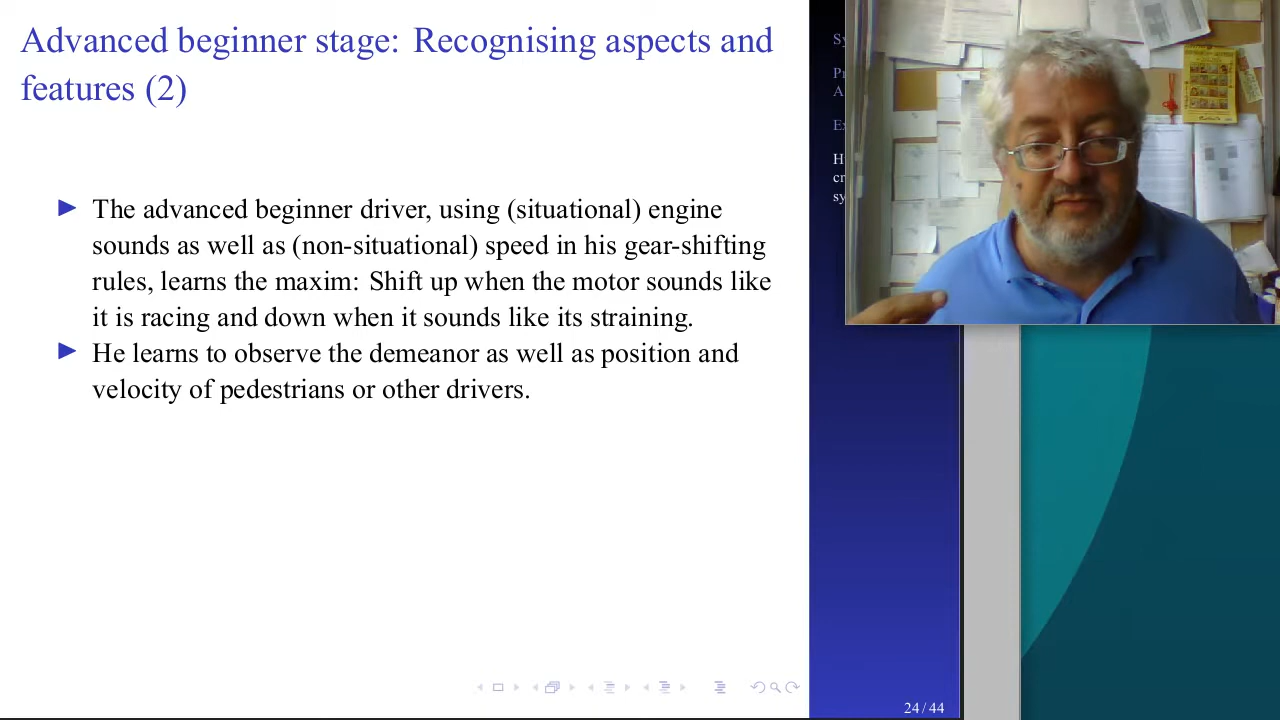 Advanced beginner stage: Recognising aspects and
features (2)
The advanced beginner driver, using (situational) engine
sounds as well as (non-situational) speed in his gear-shifting
rules, learns the maxim: Shift up when the motor sounds like
it is racing and down when it sounds like its straining.
He learns to observe the demeanor as well as position and
velocity of pedestrians or other drivers.
24 / 44